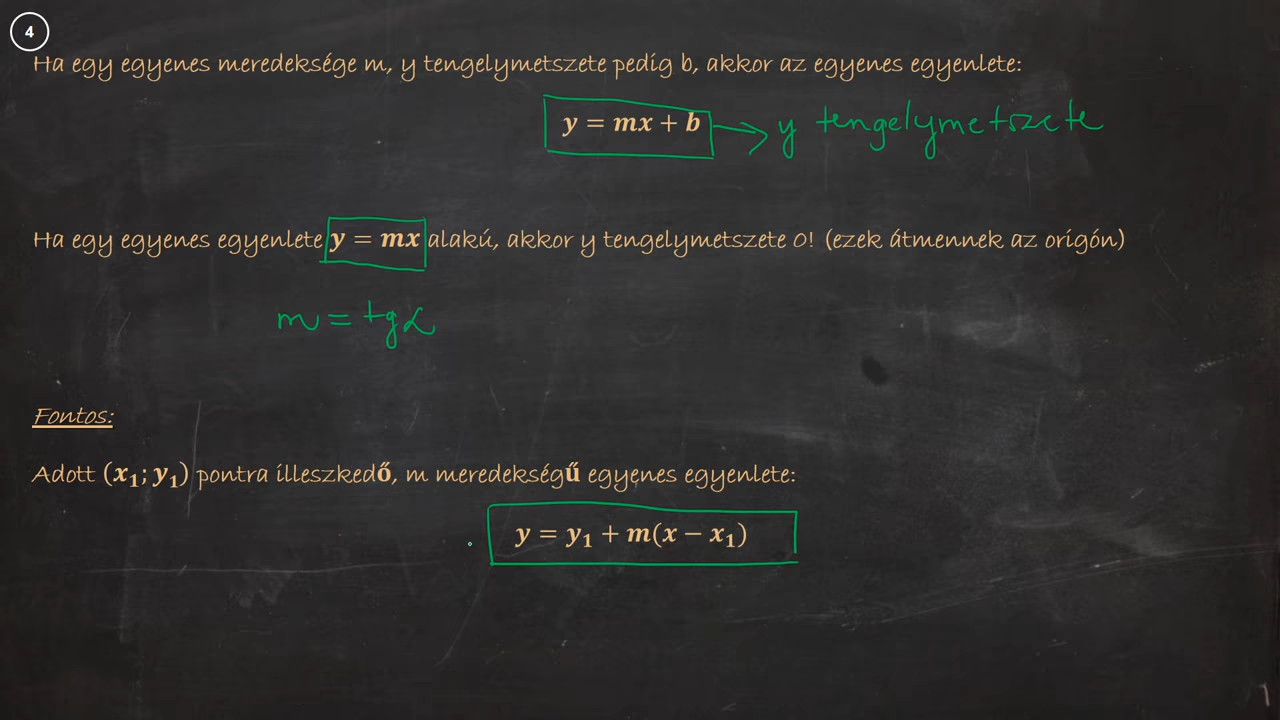 4
Ha egy egyenes meredeksége m, y tengelymetszete pedig b, akkor az egyenes egyenlete:
y = mx + b → y tengelymetszete
Ha egy egyenes egyenlete y = mx alakú, akkor y tengelymetszete 0! (ezek átmennek az origón)
m = tg α
Fontos:
Adott (x₁; y₁) pontra illeszkedő, m meredekségű egyenes egyenlete:
y = y₁ + m(x − x₁)